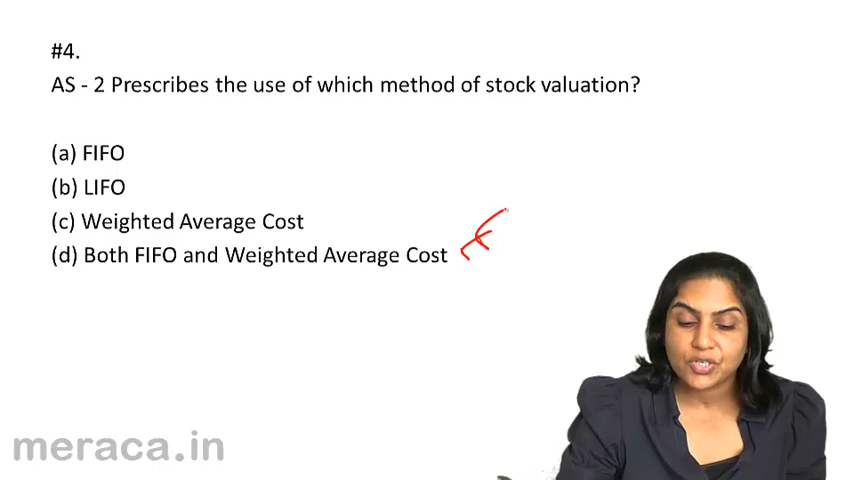 #4.
AS - 2 Prescribes the use of which method of stock valuation?
(a) FIFO
(b) LIFO
(c) Weighted Average Cost
(d) Both FIFO and Weighted Average Cost
meraca.in